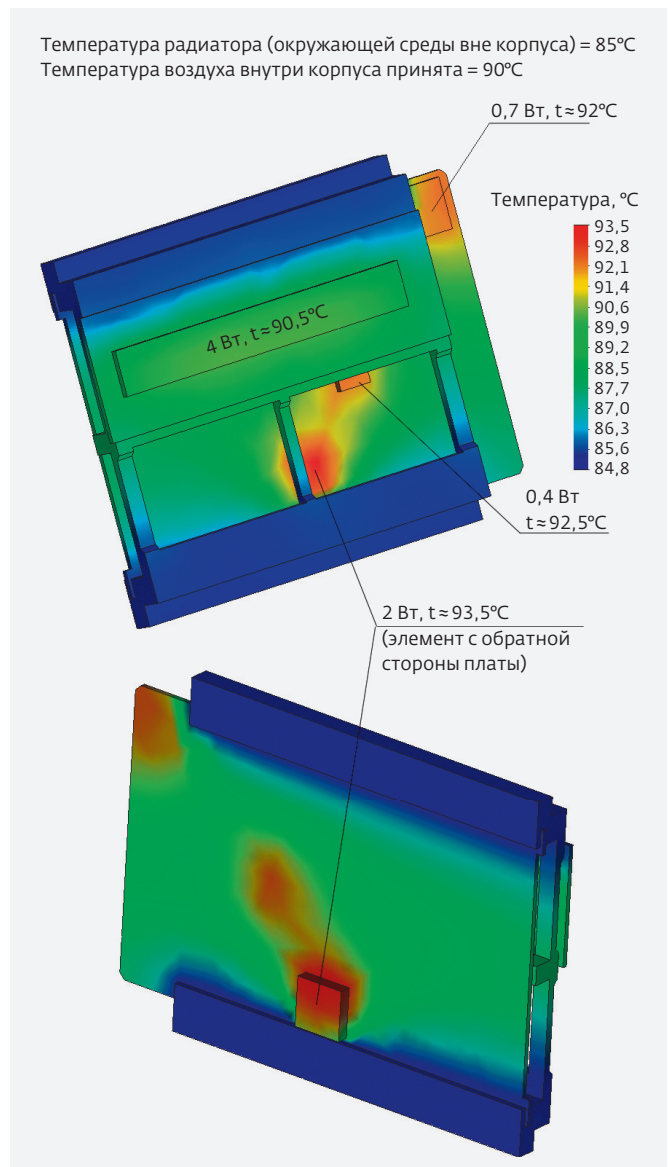 Температура радиатора (окружающей среды вне корпуса) = 85°С
Температура воздуха внутри корпуса принята = 90°С
0,7 Вт, t ≈ 92°С
Температура, °С
93,5
92,8
92,1
91,4
90,6
89,9
89,2
88,5
87,7
87,0
86,3
85,6
84,8
4 Вт, t ≈ 90,5°С
0,4 Вт
t ≈ 92,5°С
2 Вт, t ≈ 93,5°С
(элемент с обратной
стороны платы)